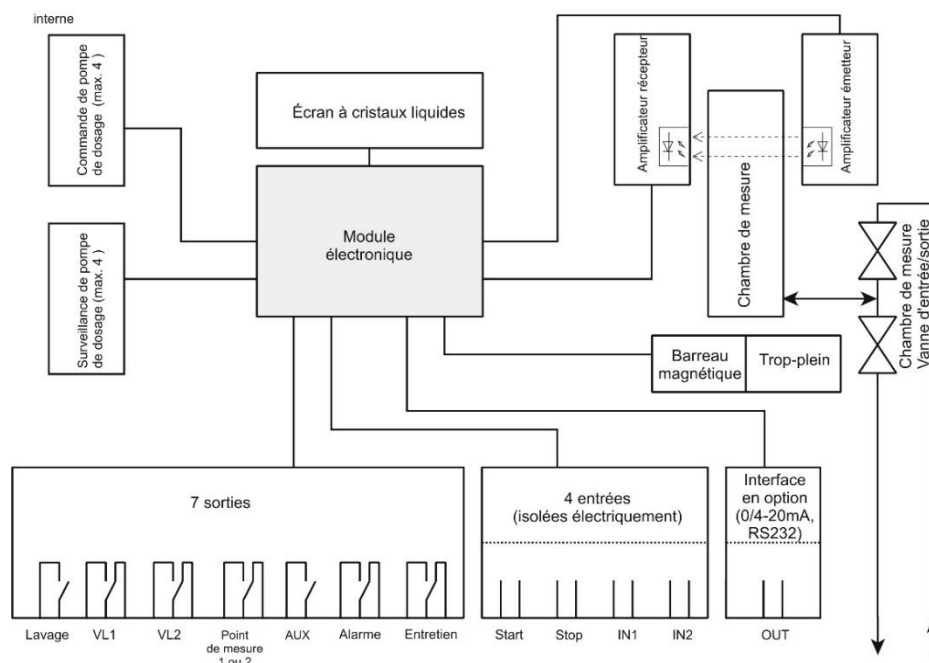 interne
Commande de pompe
de dosage (max. 4 )
Écran à cristaux liquides
Amplificateur récepteur
Amplificateur émetteur
Chambre de mesure
Module
électronique
Surveillance de pompe
de dosage (max. 4 )
Chambre de mesure
Vanne d'entrée/sortie
Barreau
magnétique
Trop-plein
7 sorties
4 entrées
(isolées électriquement)
Interface
en option
(0/4-20mA,
RS232)
Lavage
VL1
VL2
Point
de mesure
1 ou 2
AUX
Alarme
Entretien
Start
Stop
IN1
IN2
OUT